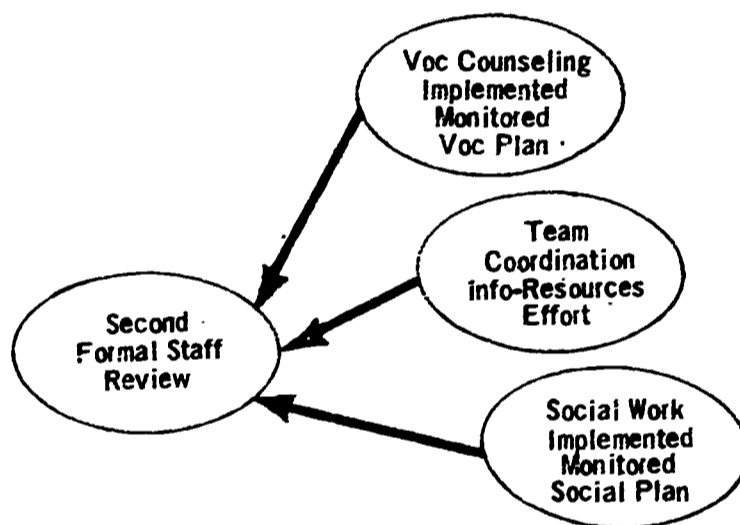 Voc Counseling
Implemented
Monitored
Voc Plan
Team
Coordination
info-Resources
Effort
Second
Formal Staff
Review
Social Work
Implemented
Monitored
Social Plan